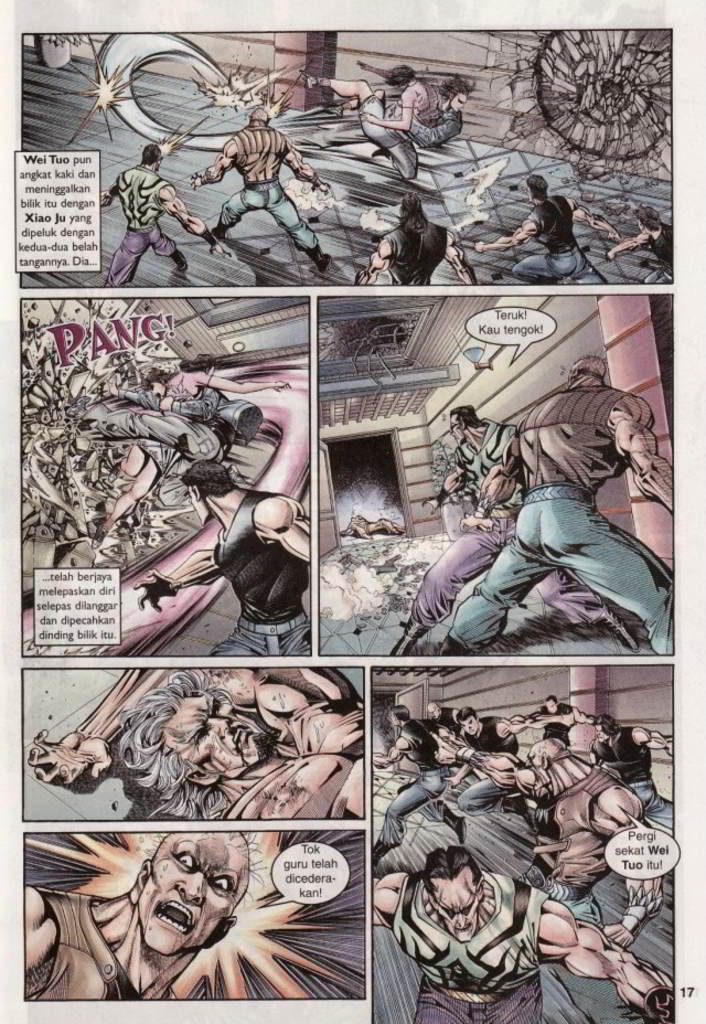 Wei Tuo pun
angkat kaki dan
meninggalkan
bilik itu dengan
Xiao Ju yang
dipeluk dengan
kedua-dua belah
tangannya. Dia...
PANG!
...telah berjaya
melepaskan diri
selepas dilanggar
dan dipecahkan
dinding bilik itu.
Teruk!
Kau tengok!
Tok
guru telah
dicedera-
kan!
Pergi
sekat Wei
Tuo itu!
17